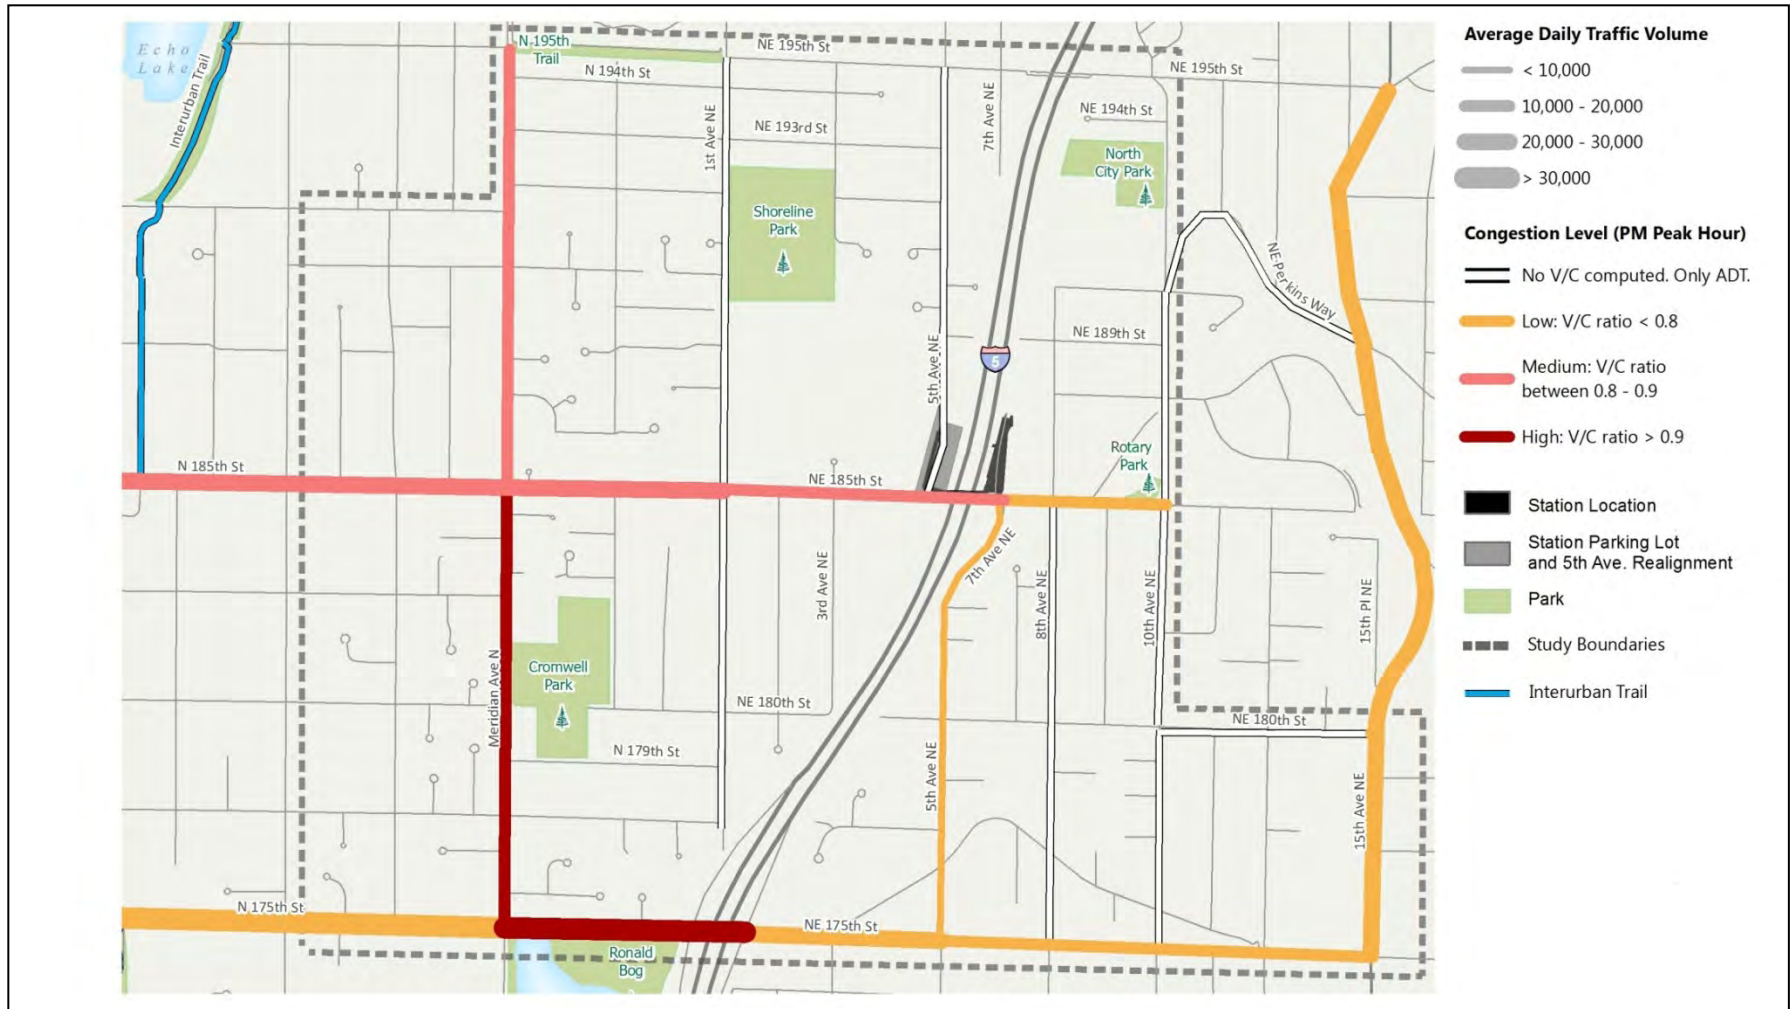 Echo
Lake
Interurban Trail
N 195th
Trail
NE 195th St
NE 195th St
N 194th St
1st Ave NE
NE 193rd St
7th Ave NE
NE 194th St
North
City Park
Shoreline
Park
NE Perkins Way
5th Ave NE
5
NE 189th St
Rotary
Park
N 185th St
NE 185th St
7th Ave NE
3rd Ave NE
8th Ave NE
10th Ave NE
15th Pl NE
Meridian Ave N
Cromwell
Park
NE 180th St
NE 180th St
N 179th St
5th Ave NE
15th Ave NE
N 175th St
NE 175th St
Ronald
Bog
Average Daily Traffic Volume
< 10,000
10,000 - 20,000
20,000 - 30,000
> 30,000
Congestion Level (PM Peak Hour)
No V/C computed. Only ADT.
Low: V/C ratio < 0.8
Medium: V/C ratio
between 0.8 - 0.9
High: V/C ratio > 0.9
Station Location
Station Parking Lot
and 5th Ave. Realignment
Park
Study Boundaries
Interurban Trail